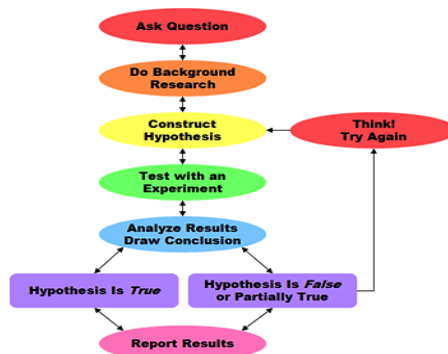 Ask Question
Do Background
Research
Construct
Hypothesis
Think!
Try Again
Test with an
Experiment
Analyze Results
Draw Conclusion
Hypothesis Is True
Hypothesis Is False
or Partially True
Report Results